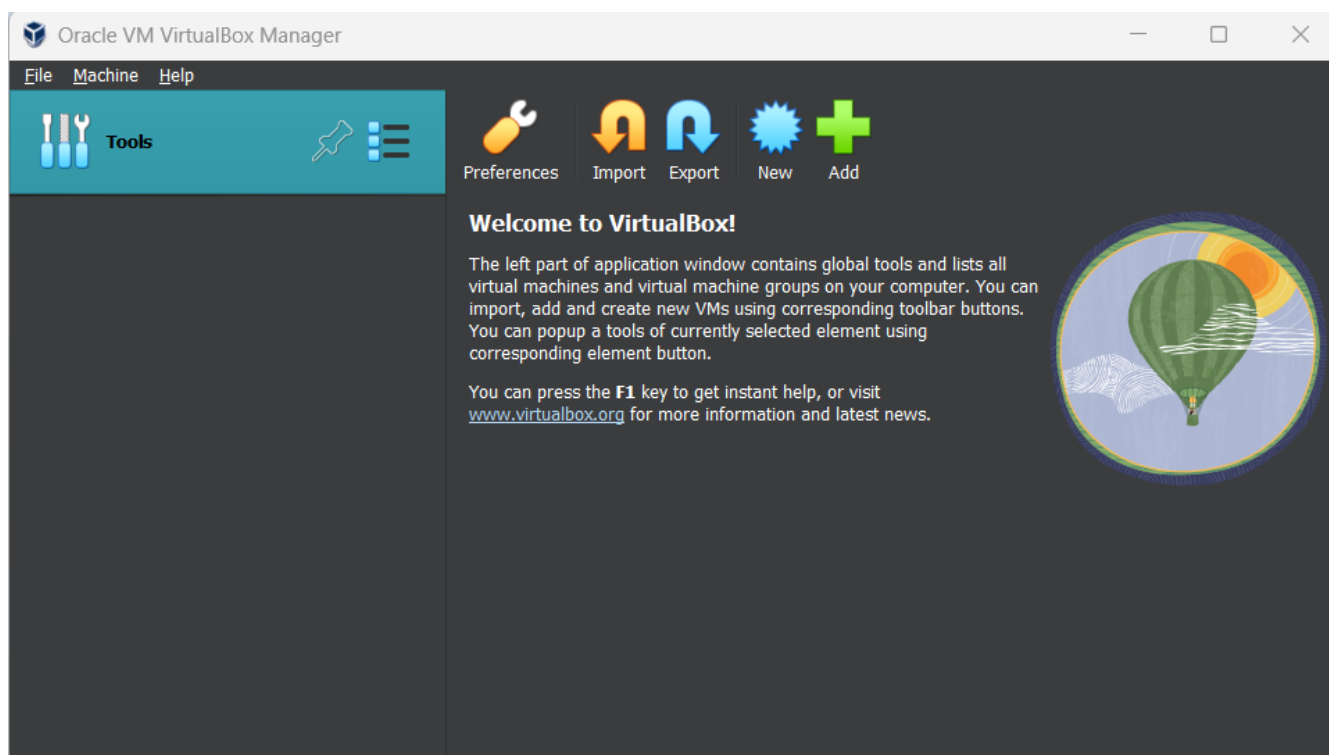 Oracle VM VirtualBox Manager
File Machine Help
Tools
Preferences Import Export New Add
Welcome to VirtualBox!
The left part of application window contains global tools and lists all
virtual machines and virtual machine groups on your computer. You can
import, add and create new VMs using corresponding toolbar buttons.
You can popup a tools of currently selected element using
corresponding element button.
You can press the F1 key to get instant help, or visit
www.virtualbox.org for more information and latest news.